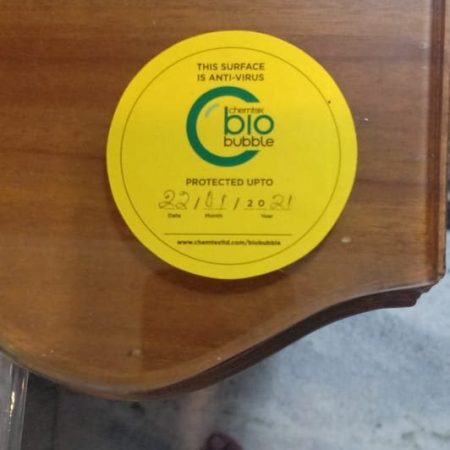 THIS SURFACE
IS ANTI-VIRUS
chemtex
bio
bubble
PROTECTED UPTO
22/01/2021
Date Month Year
www.chemtexltd.com/biobubble